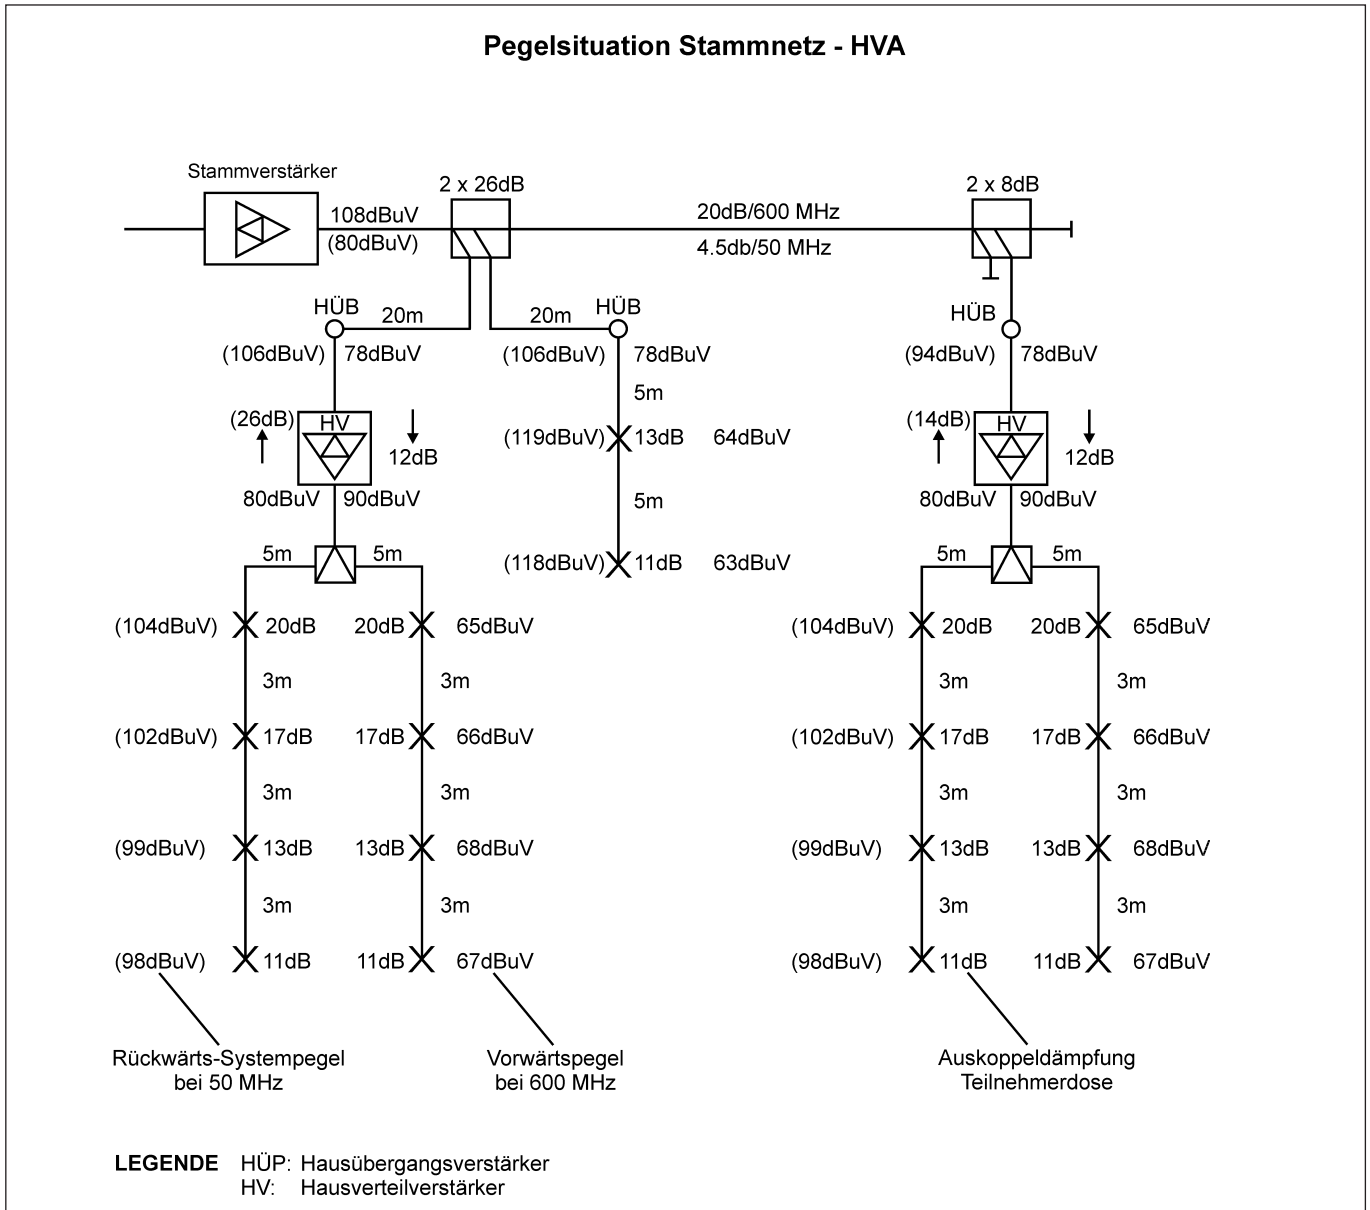 Pegelsituation Stammnetz - HVA
Stammverstärker
2 x 26dB
2 x 8dB
108dBuV
(80dBuV)
20dB/600 MHz
4.5db/50 MHz
HÜB
20m
20m
HÜB
HÜB
(106dBuV) 78dBuV
(106dBuV) 78dBuV
(94dBuV) 78dBuV
5m
(26dB) HV
12dB
(119dBuV) 13dB 64dBuV
(14dB) HV
12dB
80dBuV 90dBuV
5m
80dBuV 90dBuV
5m 5m
(118dBuV) 11dB 63dBuV
5m 5m
(104dBuV) 20dB 20dB 65dBuV
(104dBuV) 20dB 20dB 65dBuV
3m 3m
3m 3m
(102dBuV) 17dB 17dB 66dBuV
(102dBuV) 17dB 17dB 66dBuV
3m 3m
3m 3m
(99dBuV) 13dB 13dB 68dBuV
(99dBuV) 13dB 13dB 68dBuV
3m 3m
3m 3m
(98dBuV) 11dB 11dB 67dBuV
(98dBuV) 11dB 11dB 67dBuV
Rückwärts-Systempegel
bei 50 MHz
Vorwärtspegel
bei 600 MHz
Auskoppeldämpfung
Teilnehmerdose
LEGENDE HÜP: Hausübergangsverstärker
HV: Hausverteilverstärker